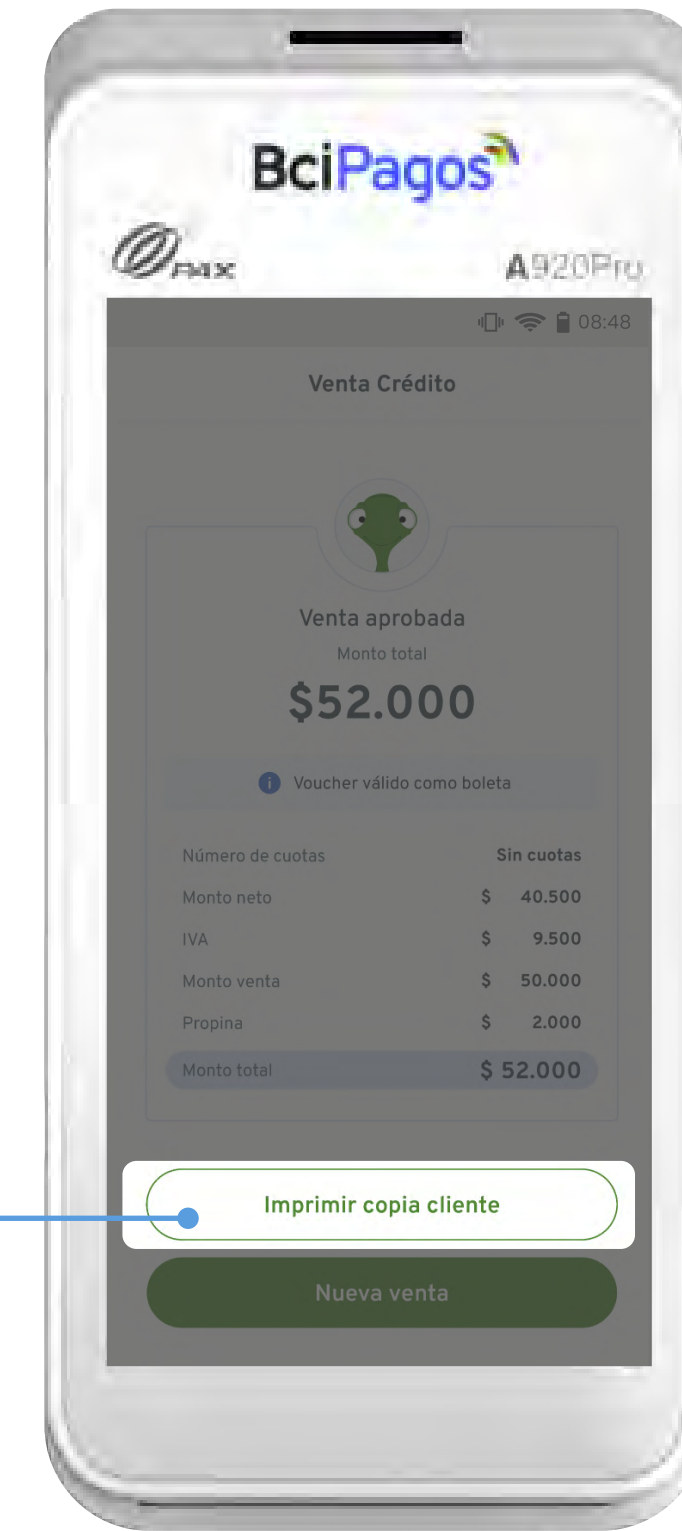 BciPagos
PAX
A920Pro
08:48
Venta Crédito
Venta aprobada
Monto total
$52.000
i Voucher válido como boleta
Número de cuotas Sin cuotas
Monto neto $ 40.500
IVA $ 9.500
Monto venta $ 50.000
Propina $ 2.000
Monto total $ 52.000
Imprimir copia cliente
Nueva venta